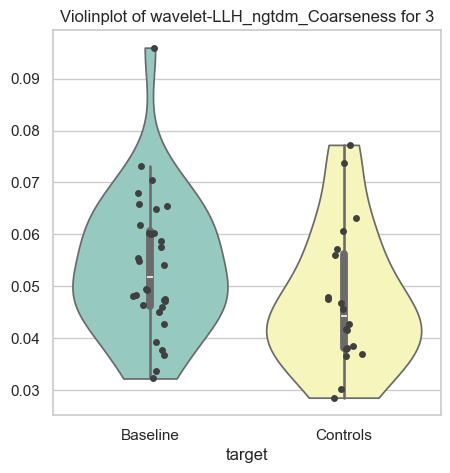 Violinplot of wavelet-LLH_ngtdm_Coarseness for 3
0.09
0.08
0.07
0.06
0.05
0.04
0.03
Baseline
Controls
target